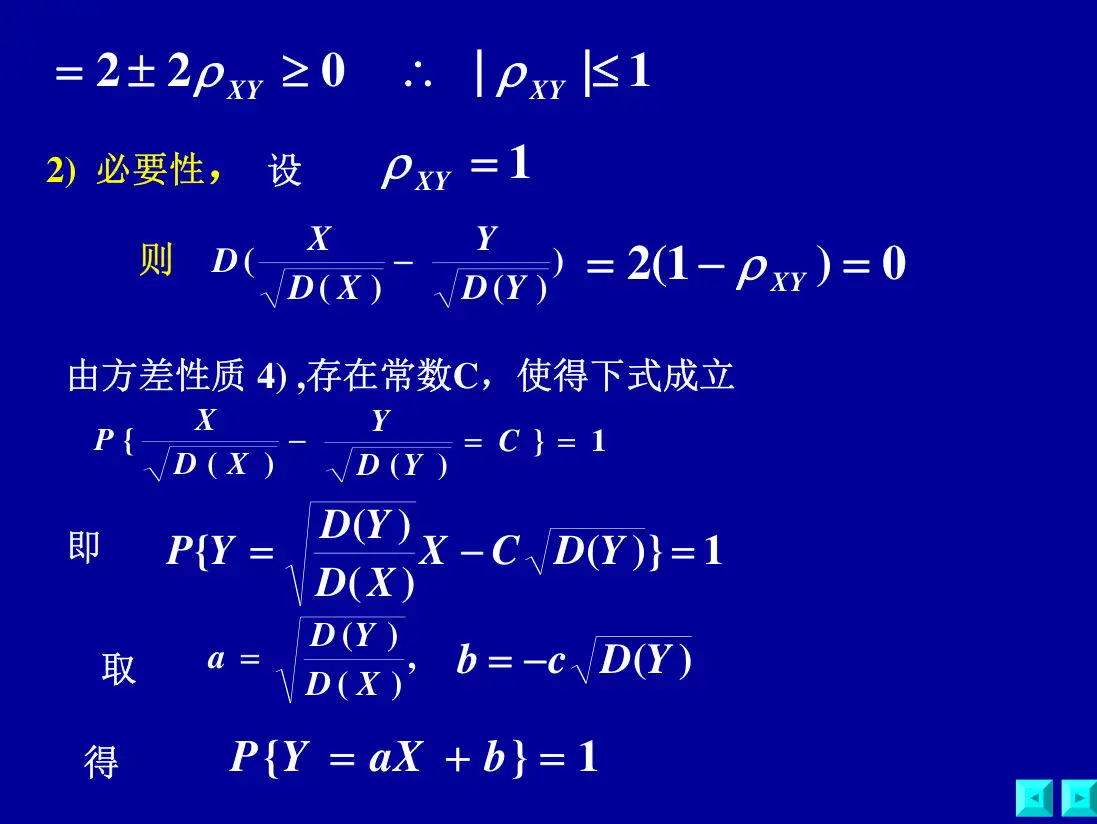 = 2 ± 2ρ_XY ≥ 0 ∴ | ρ_XY |≤ 1
2) 必要性, 设 ρ_XY = 1
则 D( X/√D(X) − Y/√D(Y) ) = 2(1 − ρ_XY) = 0
由方差性质 4) ,存在常数C，使得下式成立
P{ X/√D(X) − Y/√D(Y) = C } = 1
即 P{Y = √(D(Y)/D(X)) X − C√D(Y)} = 1
取 a = √(D(Y)/D(X)), b = −c√D(Y)
得 P{Y = aX + b} = 1